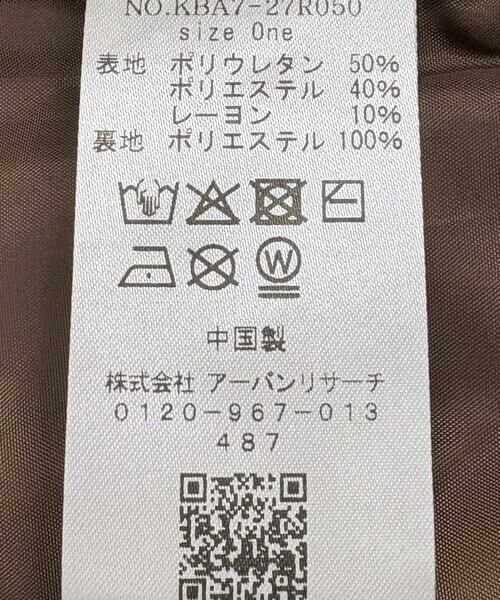 NO.KBA7-27R050
size One
表地 ポリウレタン 50%
ポリエステル 40%
レーヨン 10%
裏地 ポリエステル 100%
W
中国製
株式会社 アーバンリサーチ
0120-967-013
487